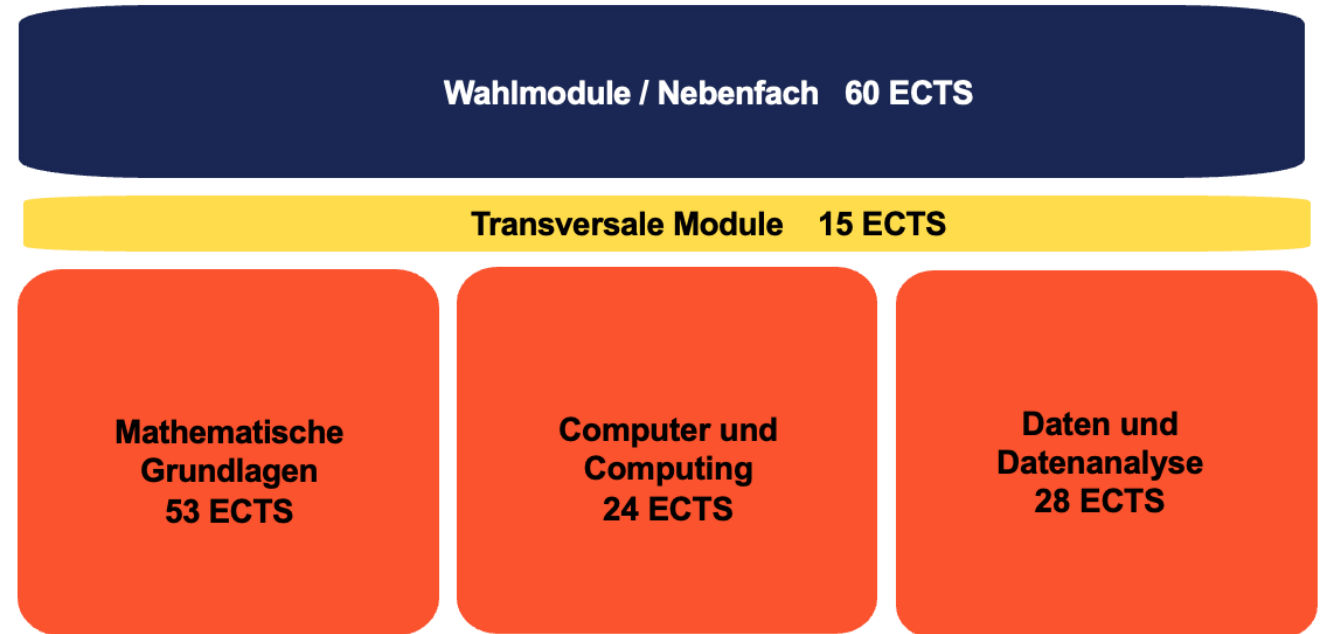 Wahlmodule / Nebenfach 60 ECTS
Transversale Module 15 ECTS
Mathematische
Grundlagen
53 ECTS
Computer und
Computing
24 ECTS
Daten und
Datenanalyse
28 ECTS